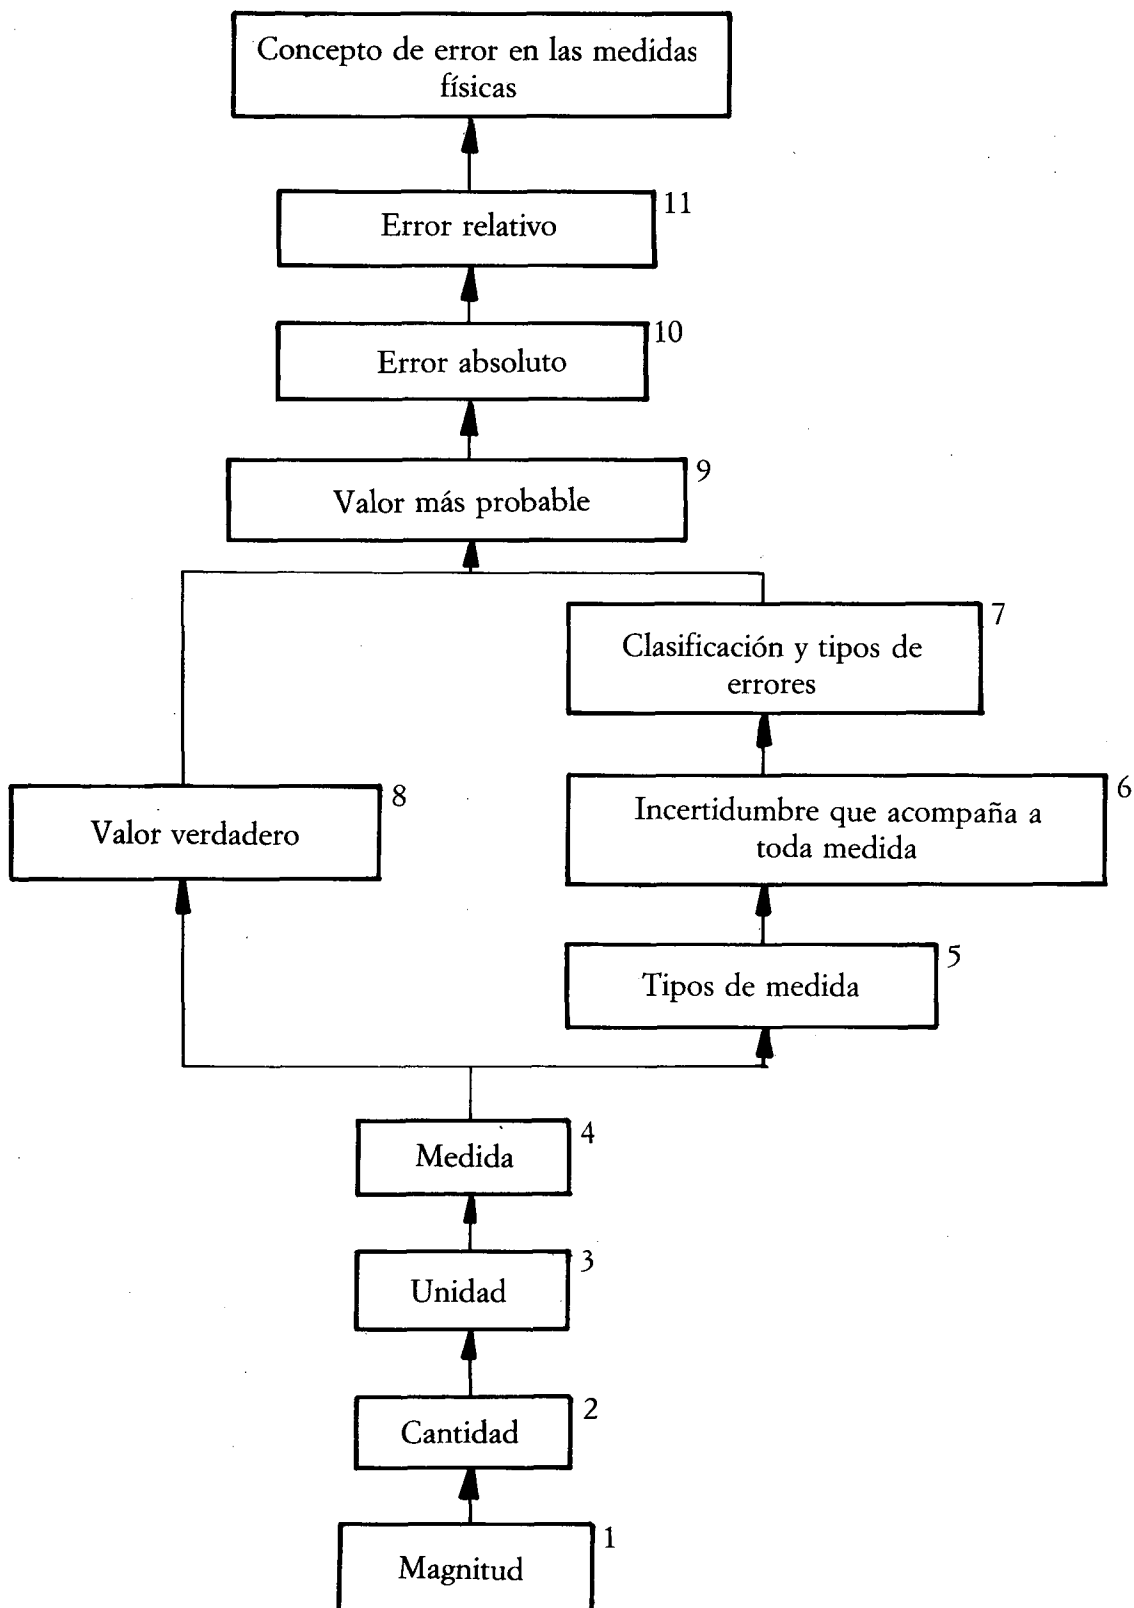 Concepto de error en las medidas
físicas
11
Error relativo
10
Error absoluto
9
Valor más probable
7
Clasificación y tipos de
errores
8
Valor verdadero
6
Incertidumbre que acompaña a
toda medida
5
Tipos de medida
4
Medida
3
Unidad
2
Cantidad
1
Magnitud